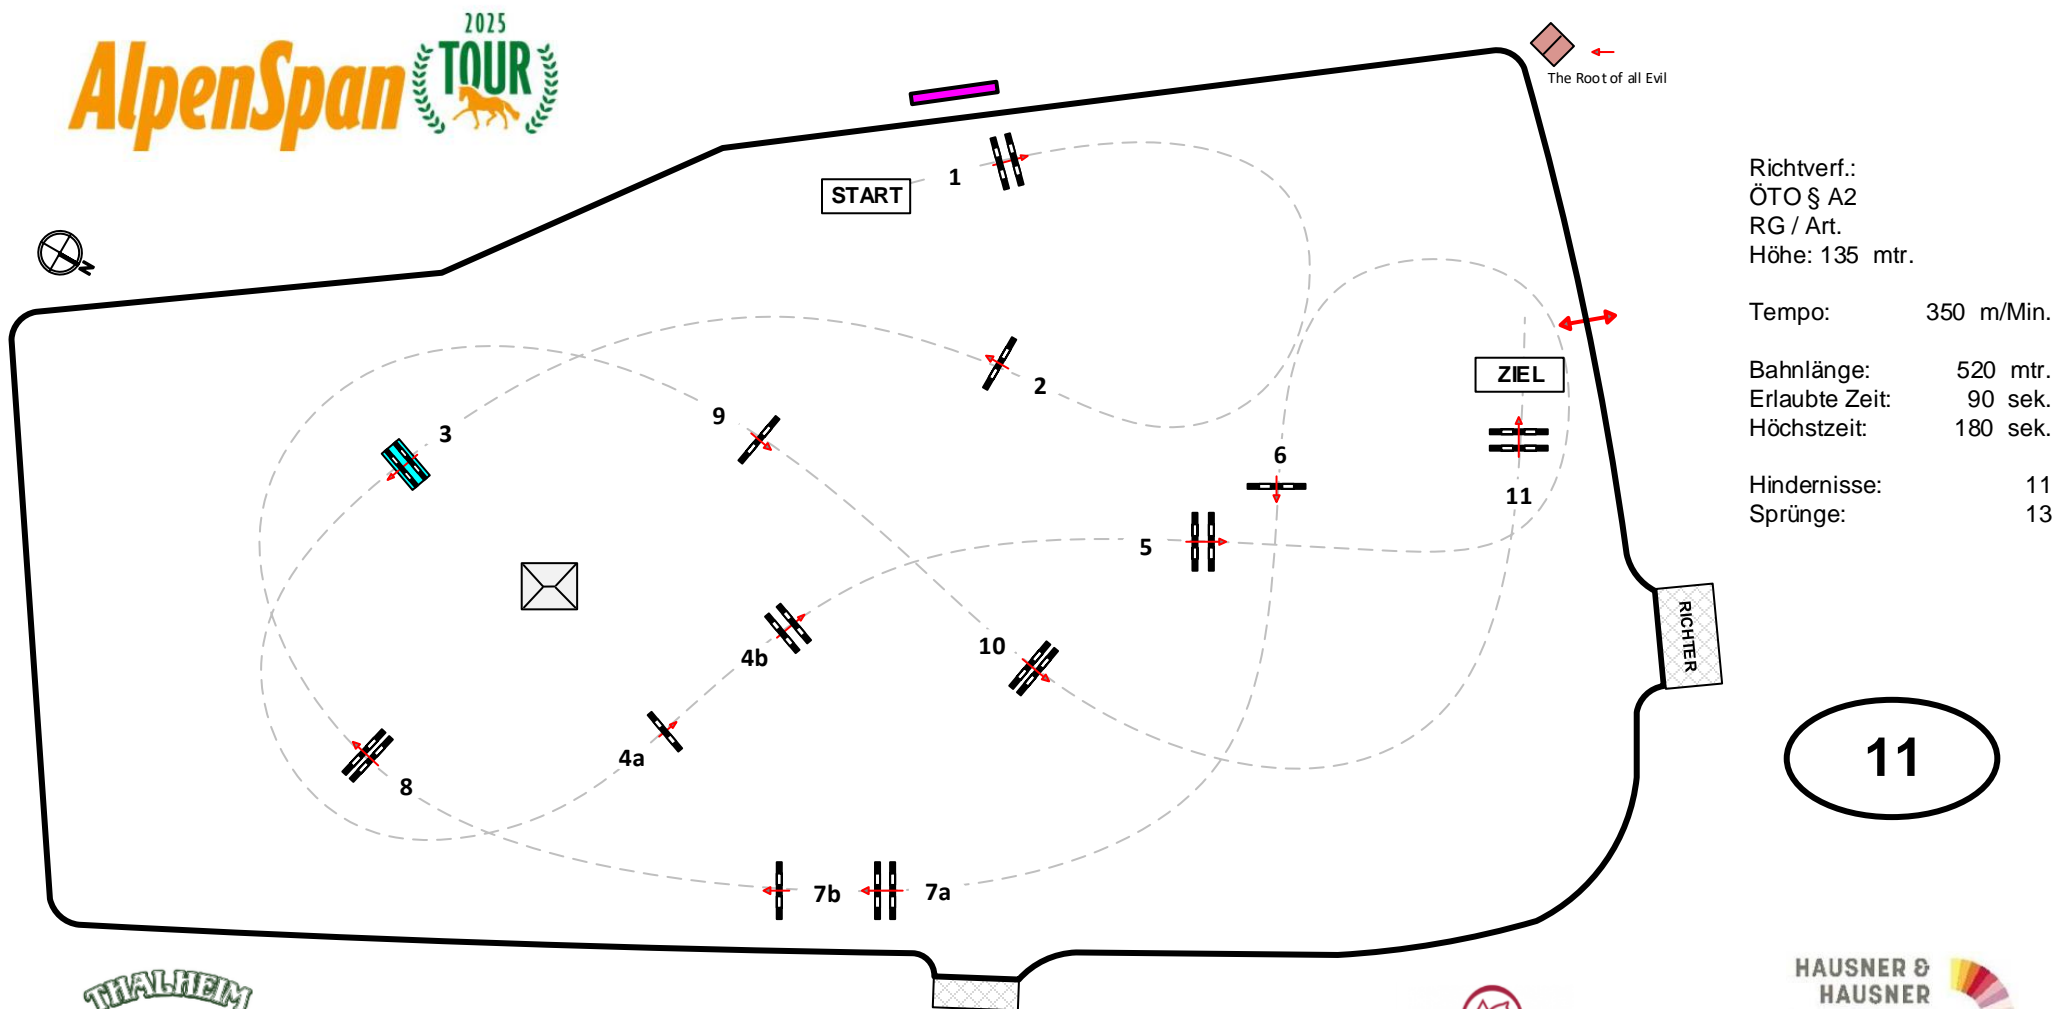 2025
TOUR
AlpenSpan
The Root of all Evil
1
START
N
Richtverf.:
ÖTO § A2
RG / Art.
Höhe: 135 mtr.
Tempo: 350 m/Min.
Bahnlänge: 520 mtr.
Erlaubte Zeit: 90 sek.
Höchstzeit: 180 sek.
Hindernisse: 11
Sprünge: 13
2
ZIEL
9
3
6
11
5
RICHTER
10
4b
4a
8
7b
7a
11
THALHEIM
HAUSNER &
HAUSNER